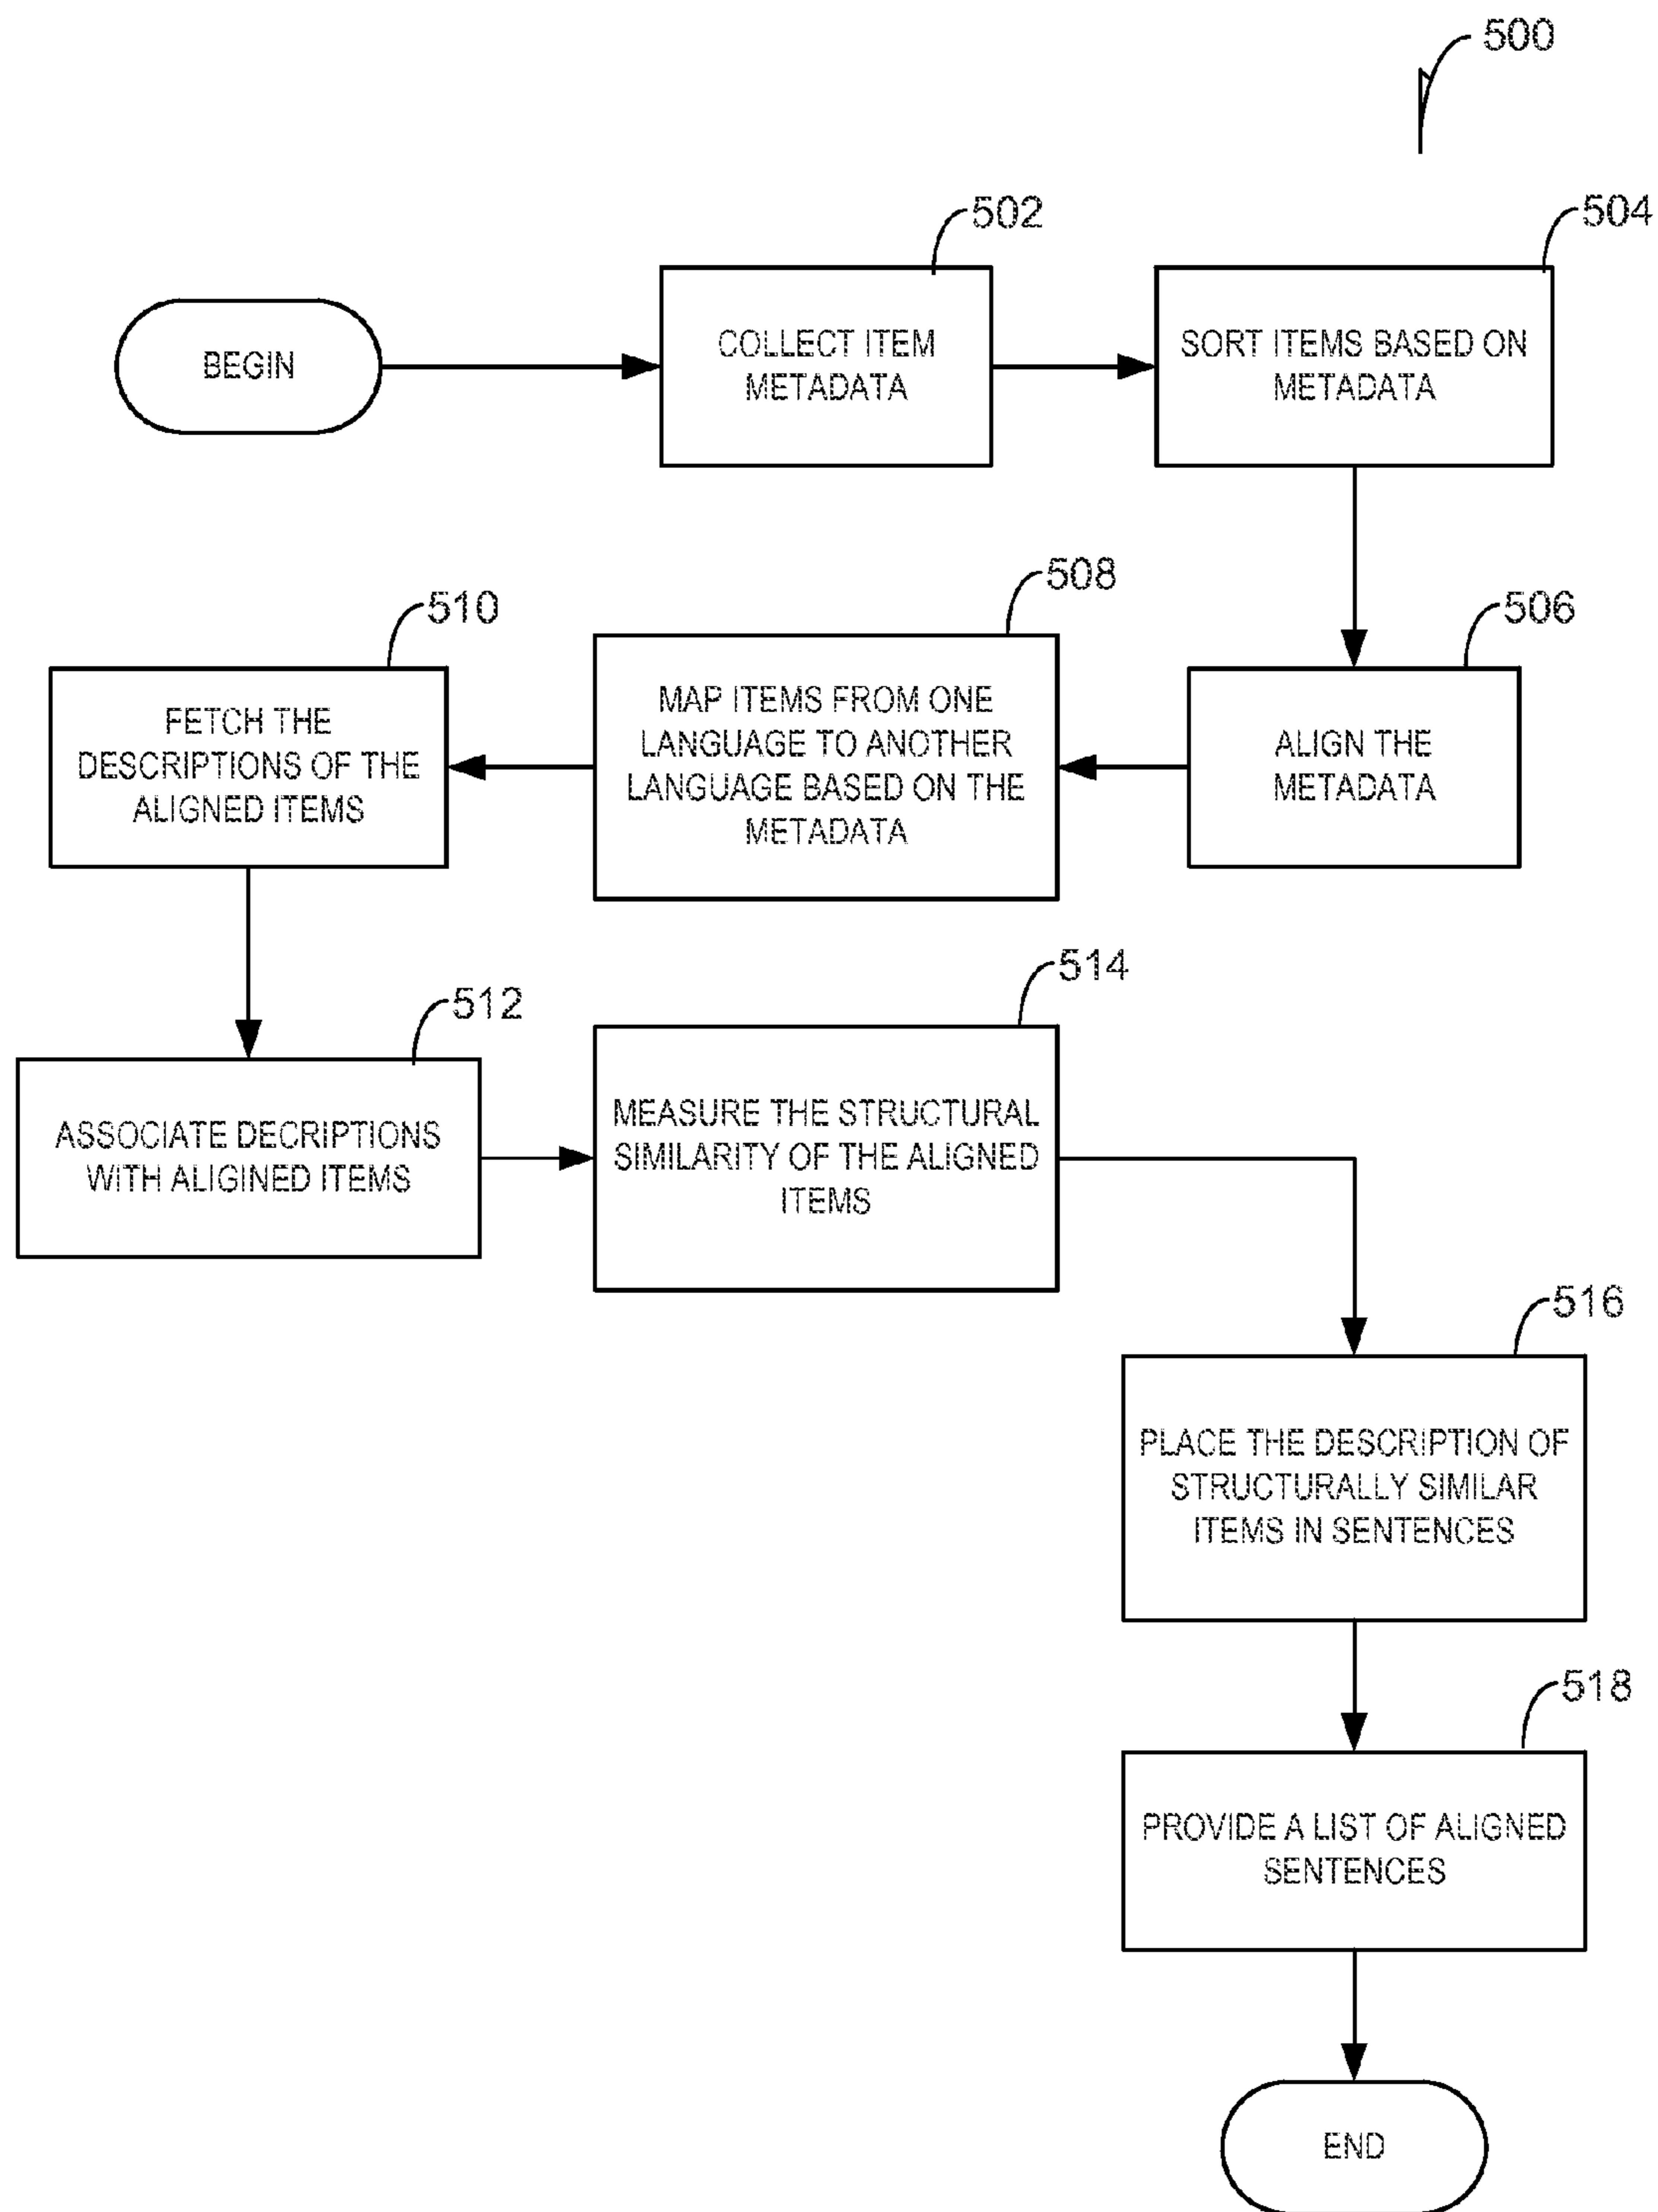 500
502
504
BEGIN
COLLECT ITEM
METADATA
SORT ITEMS BASED ON
METADATA
508
510
506
FETCH THE
DESCRIPTIONS OF THE
ALIGNED ITEMS
MAP ITEMS FROM ONE
LANGUAGE TO ANOTHER
LANGUAGE BASED ON THE
METADATA
ALIGN THE
METADATA
512
514
ASSOCIATE DECRIPTIONS
WITH ALIGINED ITEMS
MEASURE THE STRUCTURAL
SIMILARITY OF THE ALIGNED
ITEMS
516
PLACE THE DESCRIPTION OF
STRUCTURALLY SIMILAR
ITEMS IN SENTENCES
518
PROVIDE A LIST OF ALIGNED
SENTENCES
END